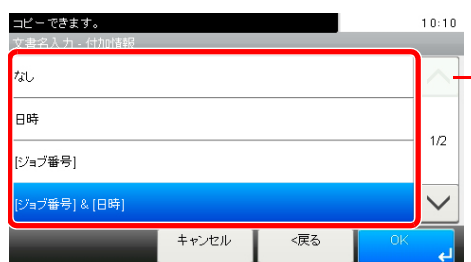 コピーできます。 10:10
文書名入力 - 付加情報
なし
日時
1/2
[ジョブ番号]
[ジョブ番号] & [日時]
キャンセル <戻る OK